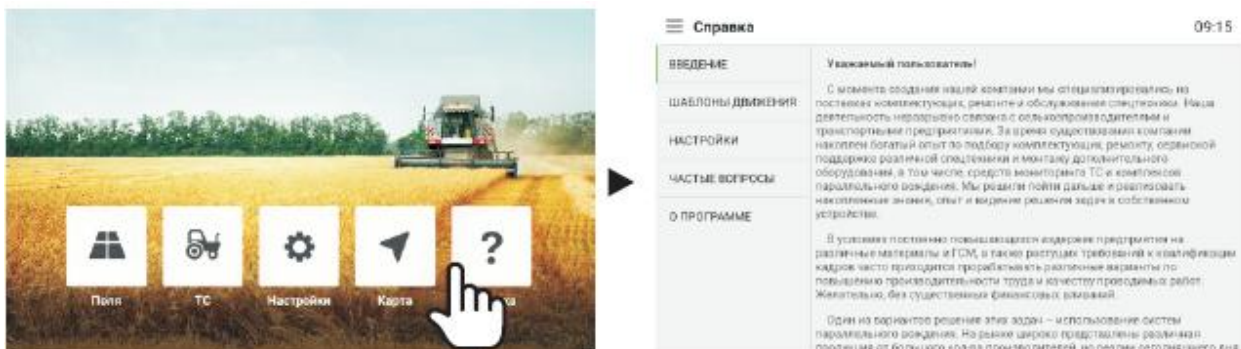 Поля
ТС
Настройки
Карта
?
Справка
09:15
ВВЕДЕНИЕ
ШАБЛОНЫ ДВИЖЕНИЯ
НАСТРОЙКИ
ЧАСТЫЕ ВОПРОСЫ
О ПРОГРАММЕ
Уважаемый пользователь!
С момента создания нашей компании мы специализировались на
поставках комплектующих, ремонте и обслуживании спецтехники. Наша
деятельность неразрывно связана с сельхозпроизводителями и
транспортными предприятиями. За время существования компании
накоплен богатый опыт по подбору комплектующих, ремонту, сервисной
поддержке различной спецтехники и монтажу дополнительного
оборудования, в том числе, средств мониторинга ТС и комплексов
параллельного вождения. Мы решили пойти дальше и реализовать
накопленные знания, опыт и видение решения задач в собственном
устройстве.
В условиях постоянно повышающихся издержек предприятия на
различные материалы и ГСМ, а также растущих требований к квалификации
кадров часто приходится прорабатывать различные варианты по
повышению производительности труда и качеству проводимых работ.
Желательно, без существенных финансовых вливаний.
Один из вариантов решения этих задач – использование систем
параллельного вождения. На рынке широко представлены различная